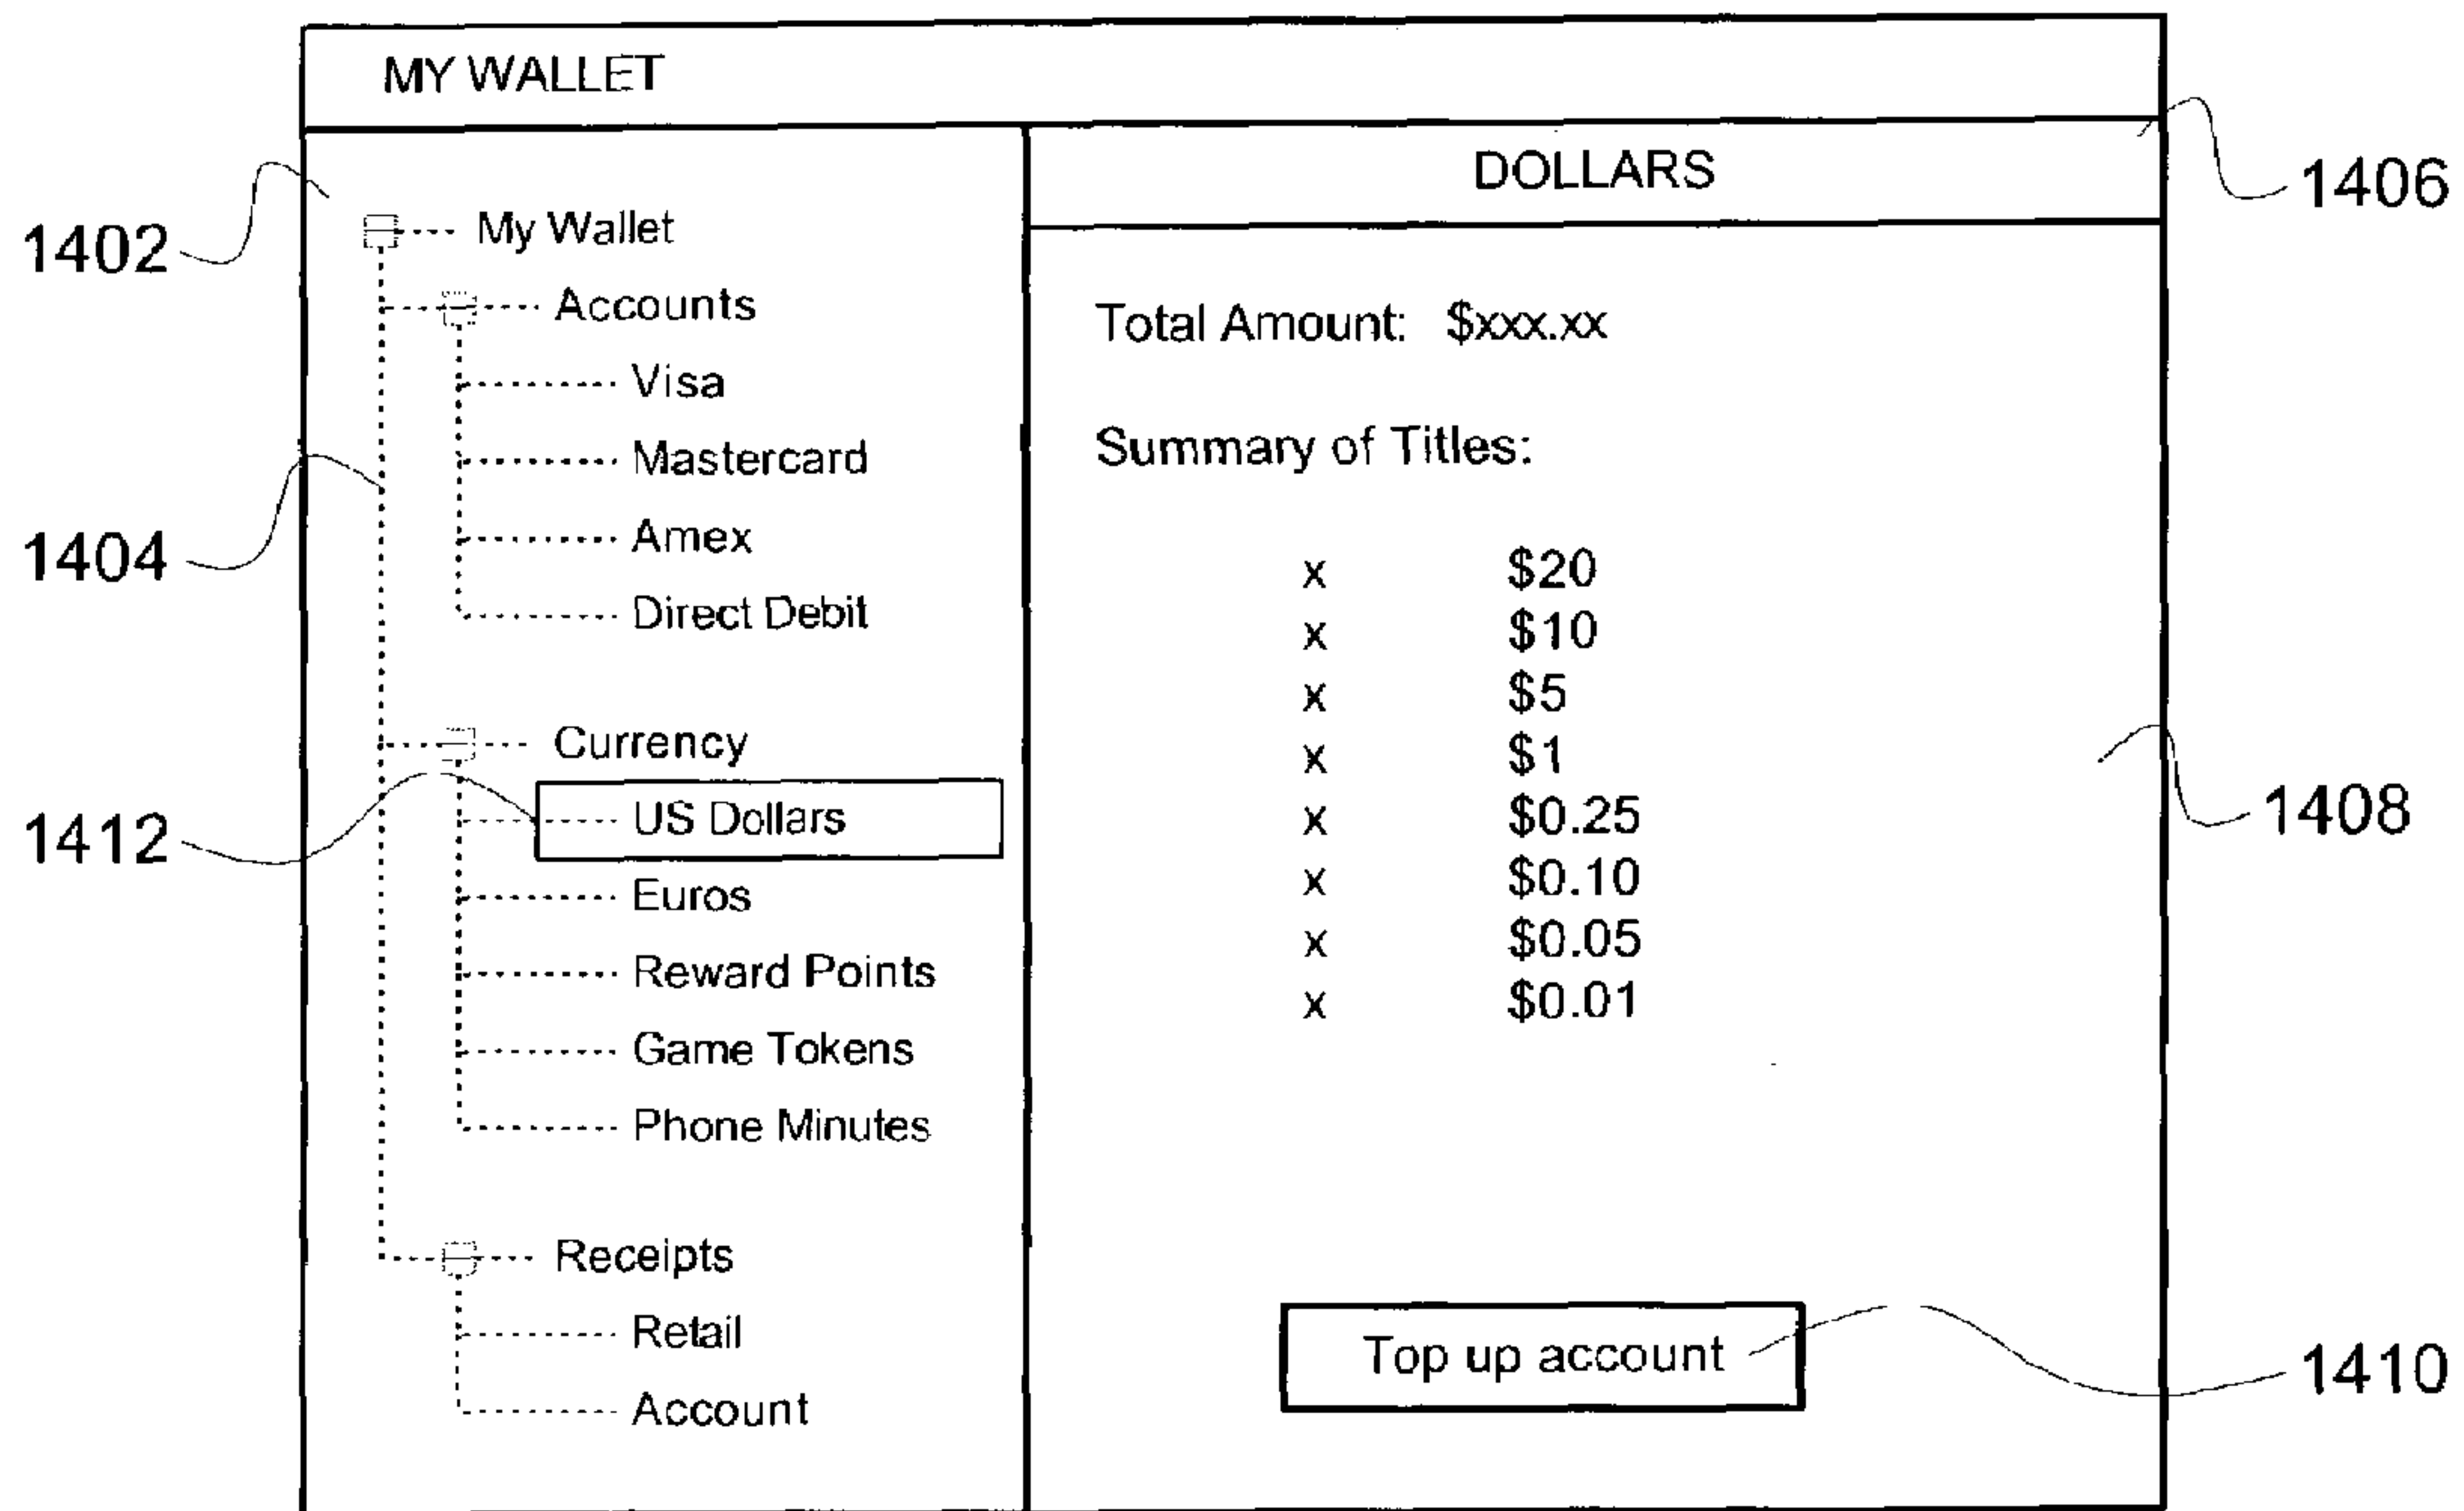 MY WALLET
DOLLARS
1406
1402
My Wallet
Accounts
Visa
Mastercard
Amex
Direct Debit
1404
Currency
US Dollars
1412
Euros
Reward Points
Game Tokens
Phone Minutes
Receipts
Retail
Account
Total Amount: $xxx.xx
Summary of Titles:
x $20
x $10
x $5
x $1
x $0.25
x $0.10
x $0.05
x $0.01
1408
Top up account
1410